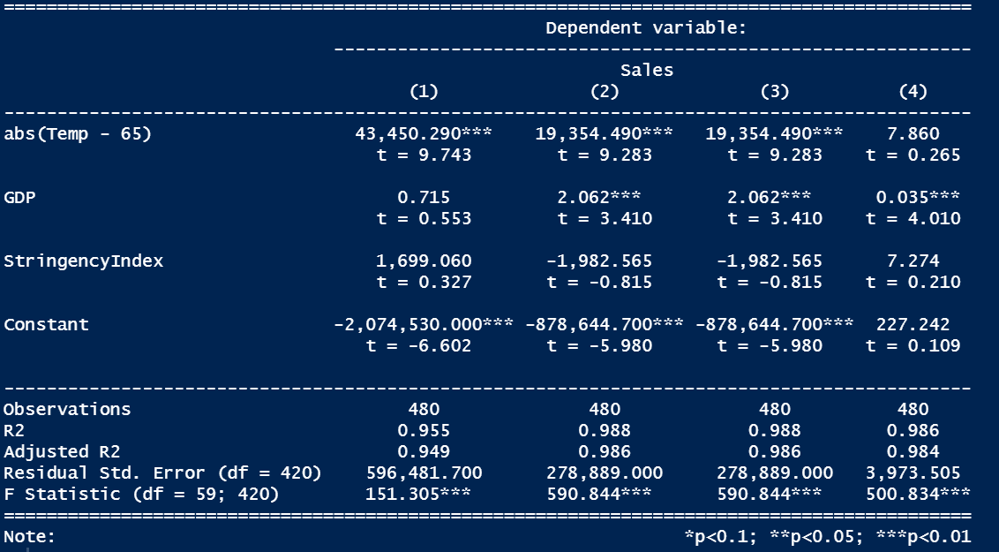 Dependent variable:
Sales
(1) (2) (3) (4)
abs(Temp - 65) 43,450.290*** 19,354.490*** 19,354.490*** 7.860
t = 9.743 t = 9.283 t = 9.283 t = 0.265
GDP 0.715 2.062*** 2.062*** 0.035***
t = 0.553 t = 3.410 t = 3.410 t = 4.010
StringencyIndex 1,699.060 -1,982.565 -1,982.565 7.274
t = 0.327 t = -0.815 t = -0.815 t = 0.210
Constant -2,074,530.000*** -878,644.700*** -878,644.700*** 227.242
t = -6.602 t = -5.980 t = -5.980 t = 0.109
Observations 480 480 480 480
R2 0.955 0.988 0.988 0.986
Adjusted R2 0.949 0.986 0.986 0.984
Residual Std. Error (df = 420) 596,481.700 278,889.000 278,889.000 3,973.505
F Statistic (df = 59; 420) 151.305*** 590.844*** 590.844*** 500.834***
Note: *p<0.1; **p<0.05; ***p<0.01